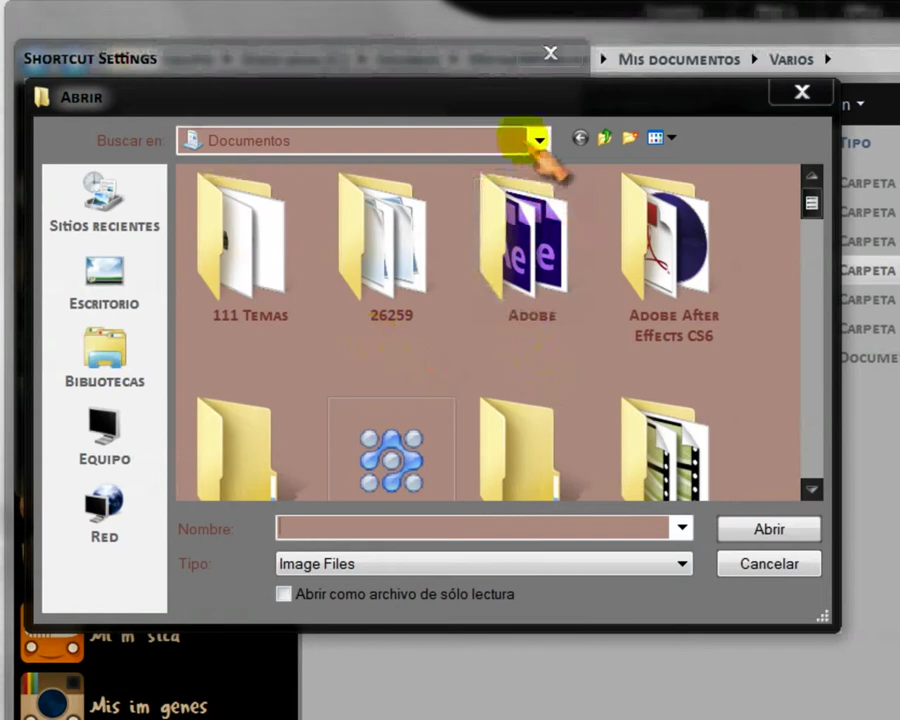 Shortcut Settings
Mis documentos
Varios
Abrir
Buscar en:
Documentos
n
Tipo
Sitios recientes
Escritorio
Bibliotecas
Equipo
Red
111 Temas
26259
Adobe
Adobe After
Effects CS6
Carpeta
Carpeta
Carpeta
Carpeta
Carpeta
Carpeta
Docume
Nombre:
Abrir
Tipo:
Image Files
Cancelar
Abrir como archivo de sólo lectura
Mi m sica
Mis im genes